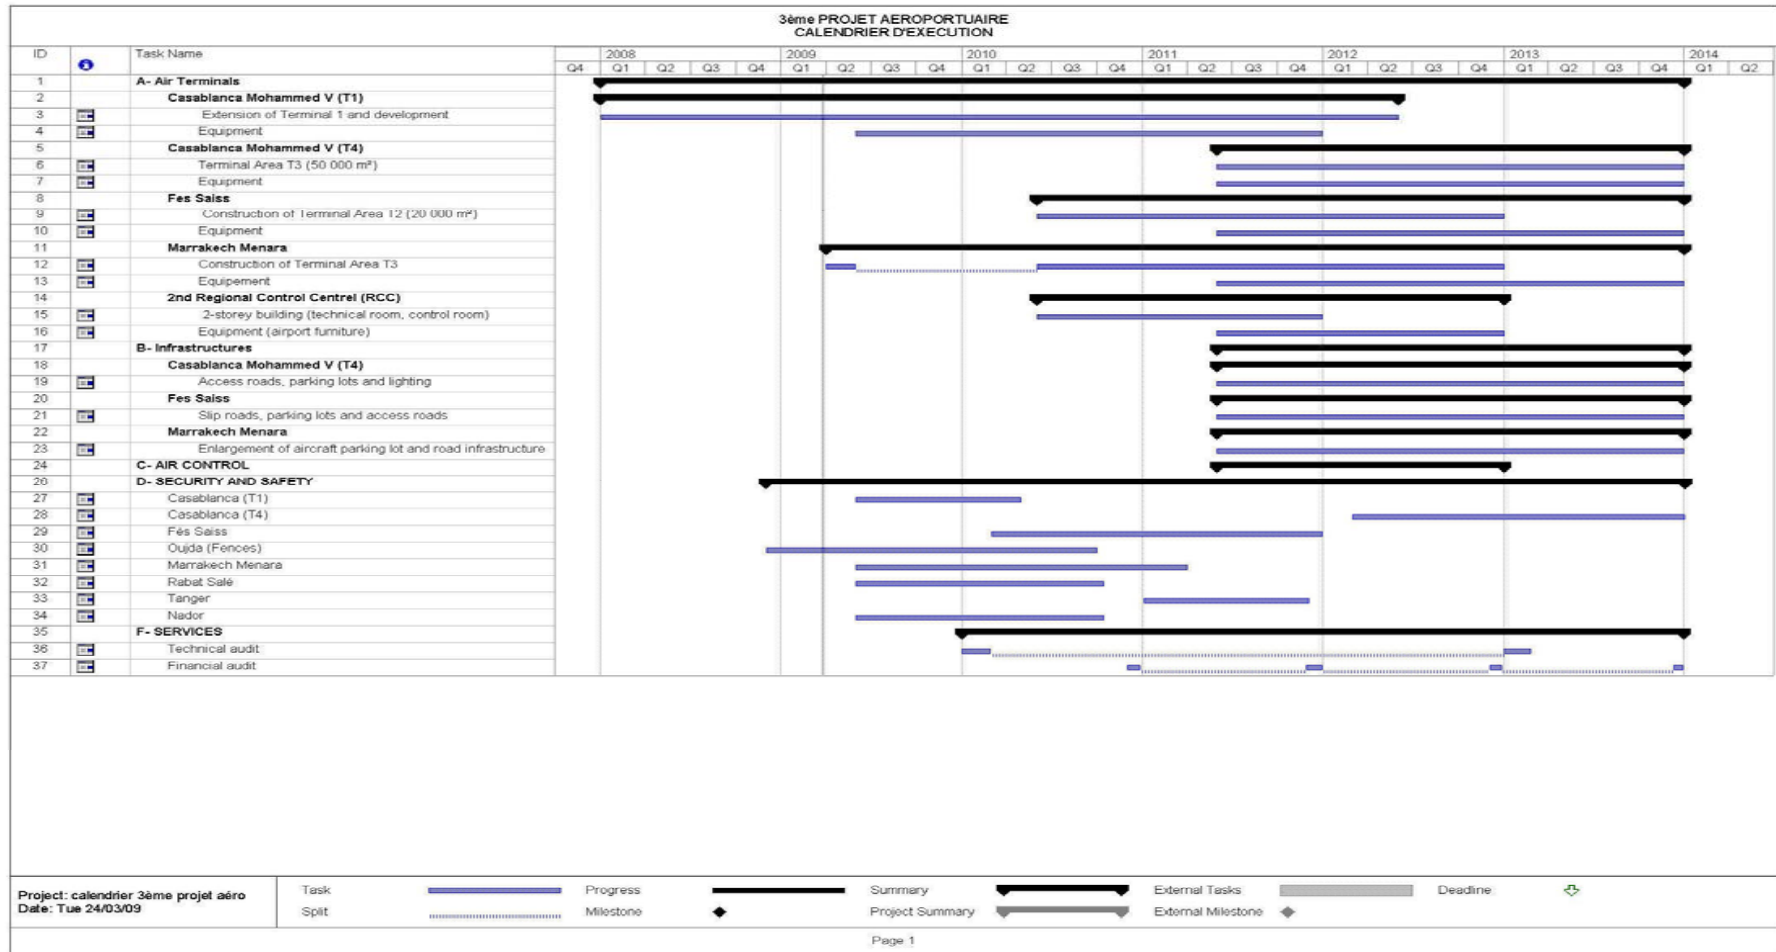 3ème PROJET AEROPORTUAIRE
CALENDRIER D'EXECUTION
ID Task Name 2008 2009 2010 2011 2012 2013 2014
Q4 Q1 Q2 Q3 Q4 Q1 Q2 Q3 Q4 Q1 Q2 Q3 Q4 Q1 Q2 Q3 Q4 Q1 Q2 Q3 Q4 Q1 Q2 Q3 Q4 Q1 Q2
1 A- Air Terminals
2 Casablanca Mohammed V (T1)
3 Extension of Terminal 1 and development
4 Equipment
5 Casablanca Mohammed V (T4)
6 Terminal Area T3 (50 000 m²)
7 Equipment
8 Fes Saiss
9 Construction of Terminal Area T2 (20 000 m²)
10 Equipment
11 Marrakech Menara
12 Construction of Terminal Area T3
13 Equipement
14 2nd Regional Control Centrel (RCC)
15 2-storey building (technical room, control room)
16 Equipment (airport furniture)
17 B- Infrastructures
18 Casablanca Mohammed V (T4)
19 Access roads, parking lots and lighting
20 Fes Saiss
21 Slip roads, parking lots and access roads
22 Marrakech Menara
23 Enlargement of aircraft parking lot and road infrastructure
24 C- AIR CONTROL
26 D- SECURITY AND SAFETY
27 Casablanca (T1)
28 Casablanca (T4)
29 Fès Saiss
30 Oujda (Fences)
31 Marrakech Menara
32 Rabat Salé
33 Tanger
34 Nador
35 F- SERVICES
36 Technical audit
37 Financial audit
Project: calendrier 3ème projet aéro
Date: Tue 24/03/09
Task Progress Summary External Tasks Deadline
Split Milestone Project Summary External Milestone
Page 1